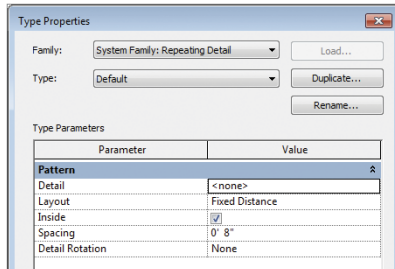 Type Properties
Family: System Family: Repeating Detail Load...
Type: Default Duplicate...
Rename...
Type Parameters
Parameter Value
Pattern
Detail <none>
Layout Fixed Distance
Inside
Spacing 0' 8"
Detail Rotation None